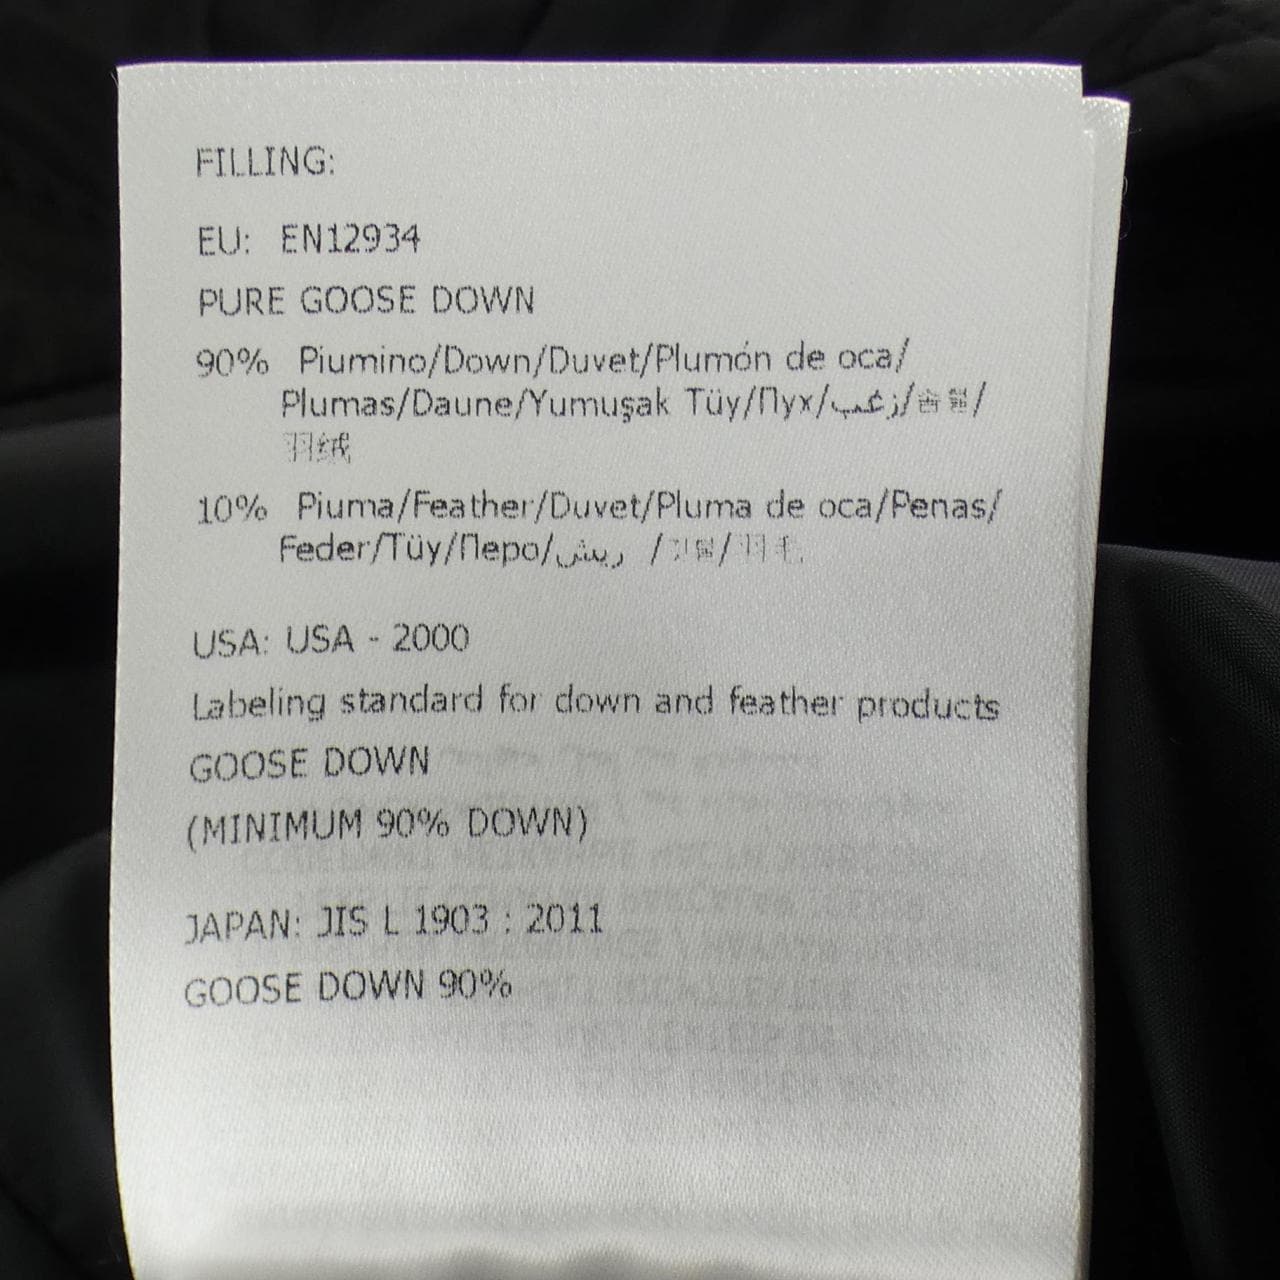 FILLING:
EU: EN12934
PURE GOOSE DOWN
90% Piumino/Down/Duvet/Plumón de oca/
Plumas/Daune/Yumuşak Tüy/Пух/زغب/솜털/
羽绒
10% Piuma/Feather/Duvet/Pluma de oca/Penas/
Feder/Tüy/Перо/ريش /깃털/羽毛
USA: USA - 2000
Labeling standard for down and feather products
GOOSE DOWN
(MINIMUM 90% DOWN)
JAPAN: JIS L 1903 : 2011
GOOSE DOWN 90%